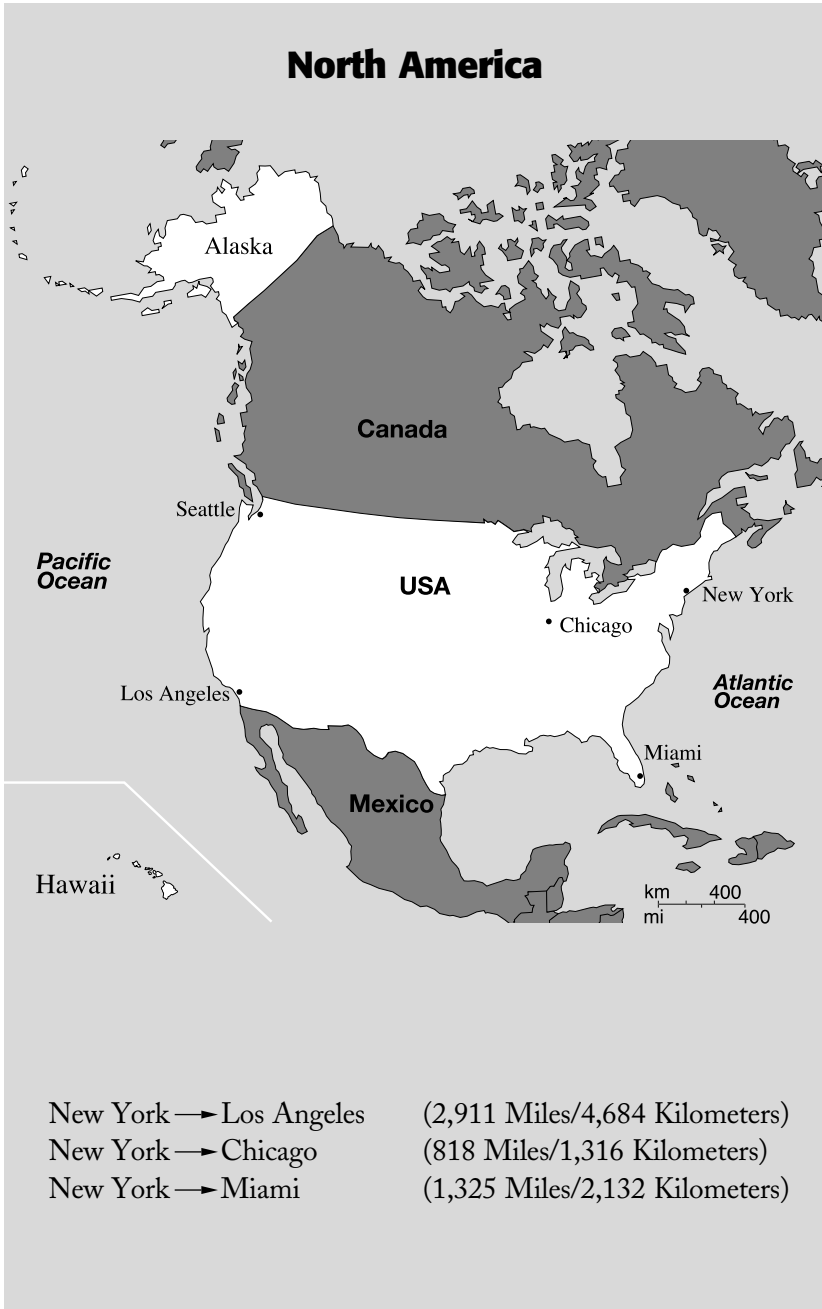 North America
Alaska
Canada
Seattle
Pacific
Ocean
USA
New York
Chicago
Los Angeles
Atlantic
Ocean
Miami
Mexico
Hawaii
km 400
mi 400
New York → Los Angeles (2,911 Miles/4,684 Kilometers)
New York → Chicago (818 Miles/1,316 Kilometers)
New York → Miami (1,325 Miles/2,132 Kilometers)